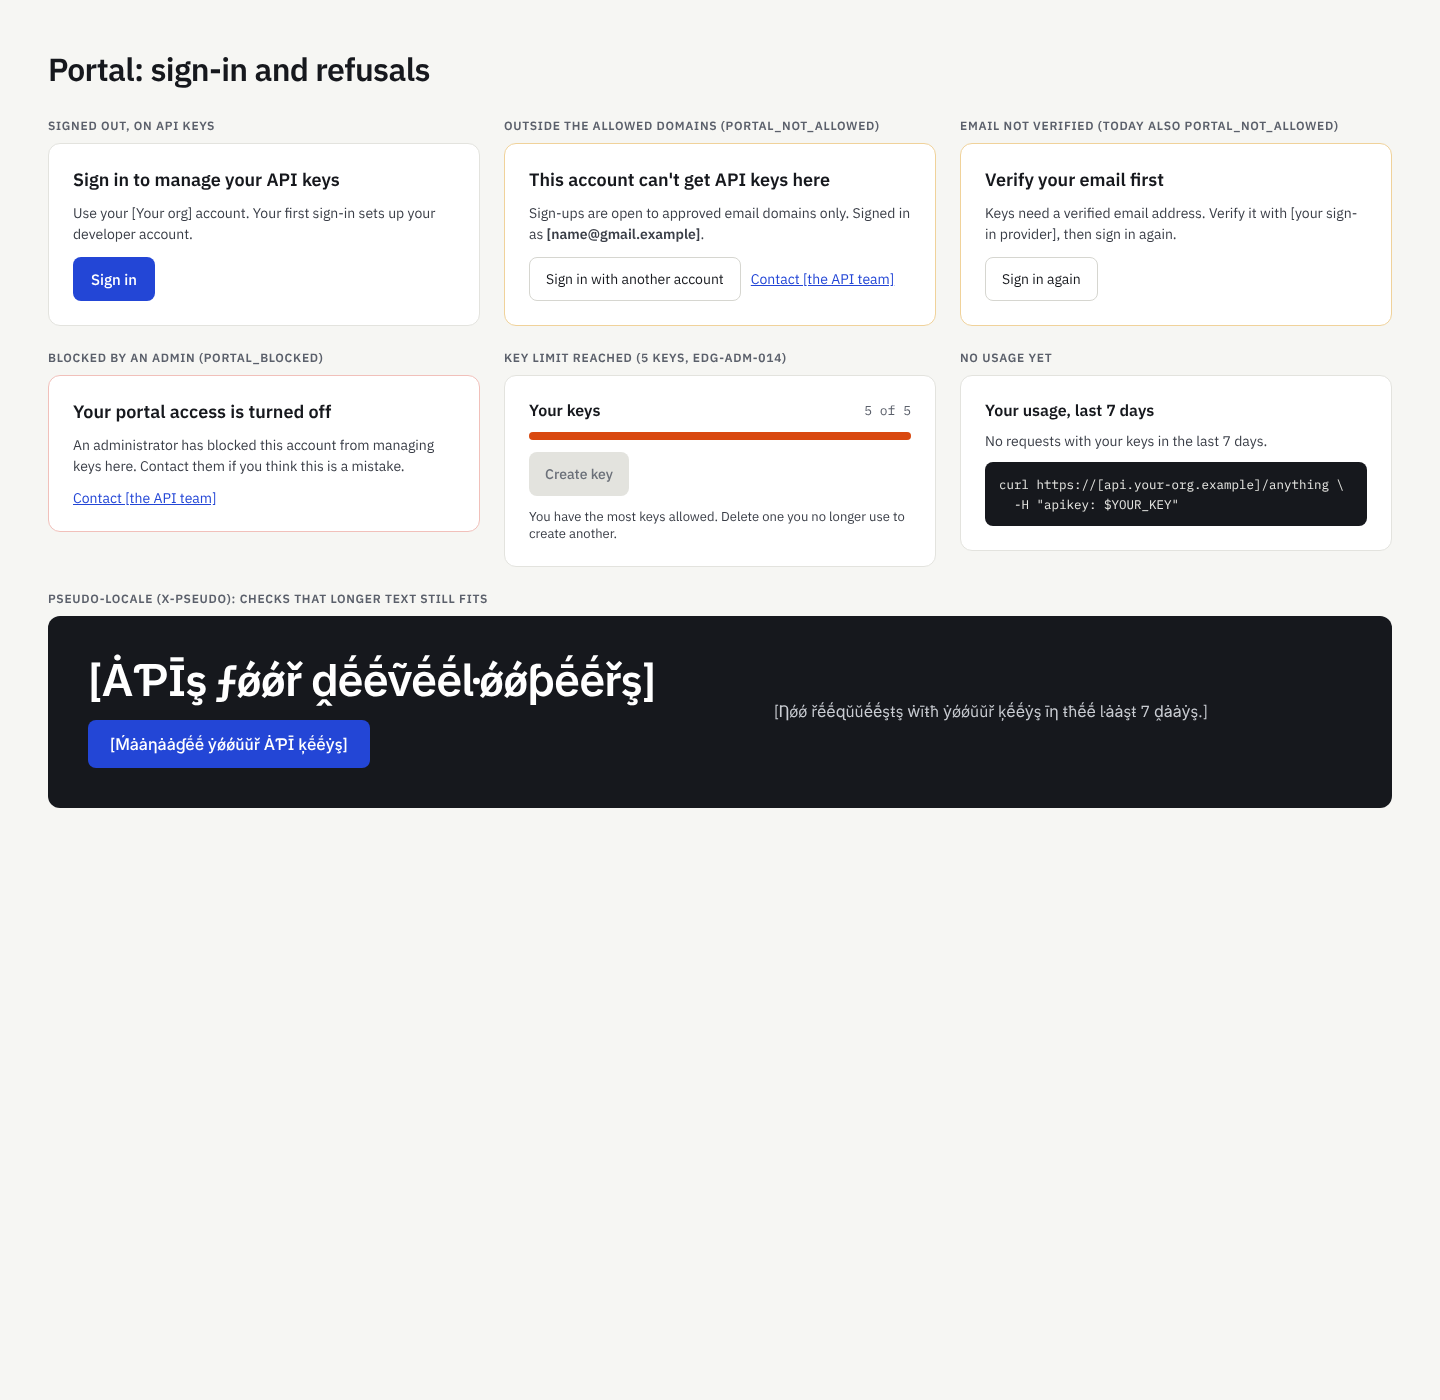 Portal: sign-in and refusals
SIGNED OUT, ON API KEYS
Sign in to manage your API keys
Use your [Your org] account. Your first sign-in sets up your
developer account.
Sign in
OUTSIDE THE ALLOWED DOMAINS (PORTAL_NOT_ALLOWED)
This account can't get API keys here
Sign-ups are open to approved email domains only. Signed in
as [name@gmail.example].
Sign in with another account
Contact [the API team]
EMAIL NOT VERIFIED (TODAY ALSO PORTAL_NOT_ALLOWED)
Verify your email first
Keys need a verified email address. Verify it with [your sign-
in provider], then sign in again.
Sign in again
BLOCKED BY AN ADMIN (PORTAL_BLOCKED)
Your portal access is turned off
An administrator has blocked this account from managing
keys here. Contact them if you think this is a mistake.
Contact [the API team]
KEY LIMIT REACHED (5 KEYS, EDG-ADM-014)
Your keys
5 of 5
Create key
You have the most keys allowed. Delete one you no longer use to
create another.
NO USAGE YET
Your usage, last 7 days
No requests with your keys in the last 7 days.
curl https://[api.your-org.example]/anything \
-H "apikey: $YOUR_KEY"
PSEUDO-LOCALE (X-PSEUDO): CHECKS THAT LONGER TEXT STILL FITS
[ȦƤĪş ƒǿǿř ḓḗḗṽḗḗŀǿǿƥḗḗřş]
[Ḿȧȧƞȧȧɠḗḗ ẏǿǿŭŭř ȦƤĪ ķḗḗẏş]
[Ƞǿǿ řḗḗɋŭŭḗḗşŧş ẇīŧħ ẏǿǿŭŭř ķḗḗẏş īƞ ŧħḗḗ ŀȧȧşŧ 7 ḓȧȧẏş.]